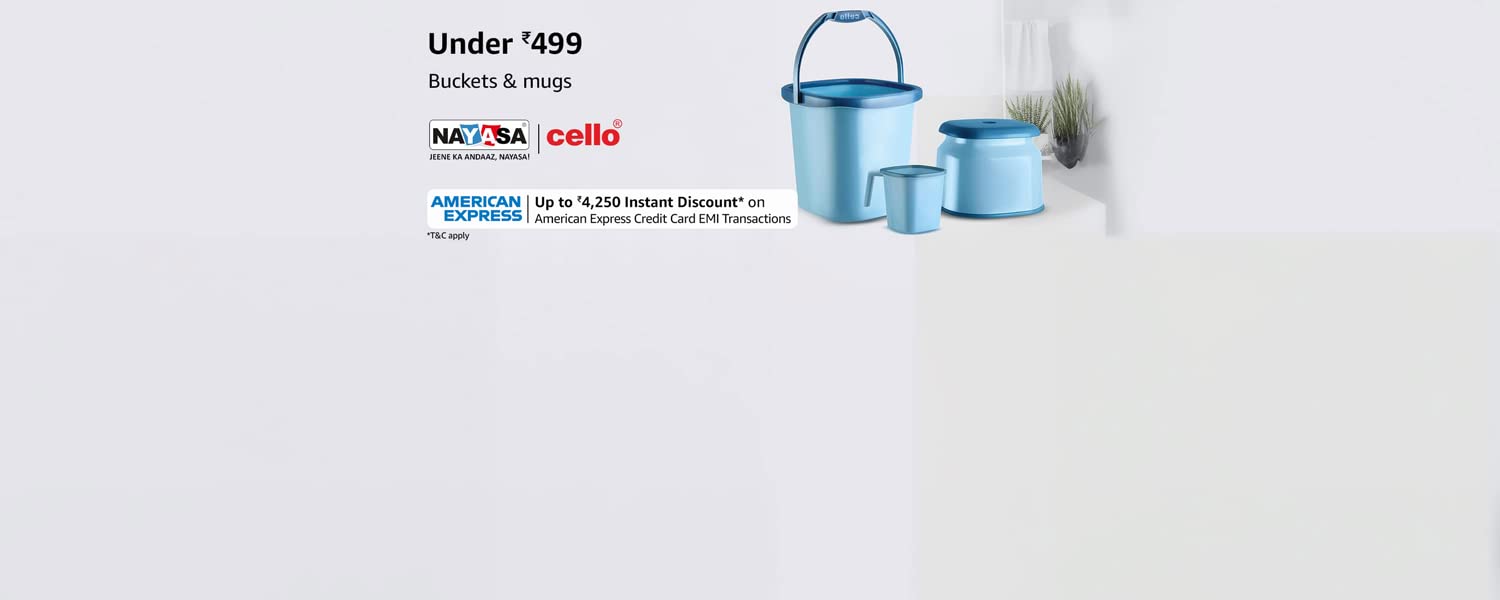 Under ₹499
Buckets & mugs
NAYASA®
JEENE KA ANDAAZ, NAYASA!
cello®
AMERICAN
EXPRESS
Up to ₹4,250 Instant Discount* on
American Express Credit Card EMI Transactions
*T&C apply
cello